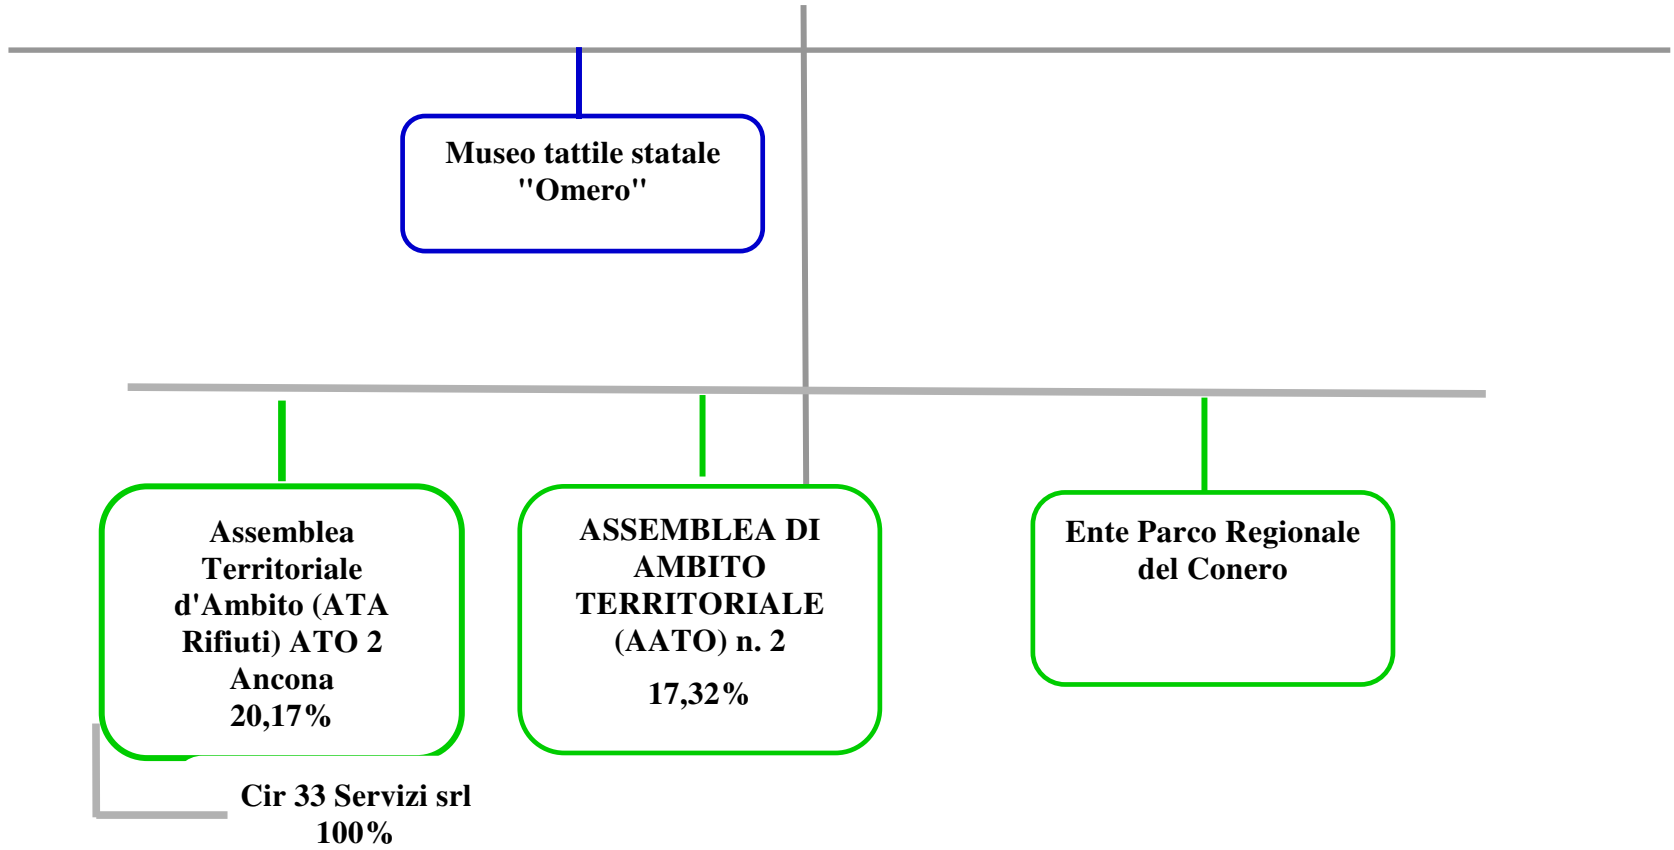 Museo tattile statale
"Omero"
Assemblea
Territoriale
d'Ambito (ATA
Rifiuti) ATO 2
Ancona
20,17%
ASSEMBLEA DI
AMBITO
TERRITORIALE
(AATO) n. 2
17,32%
Ente Parco Regionale
del Conero
Cir 33 Servizi srl
100%